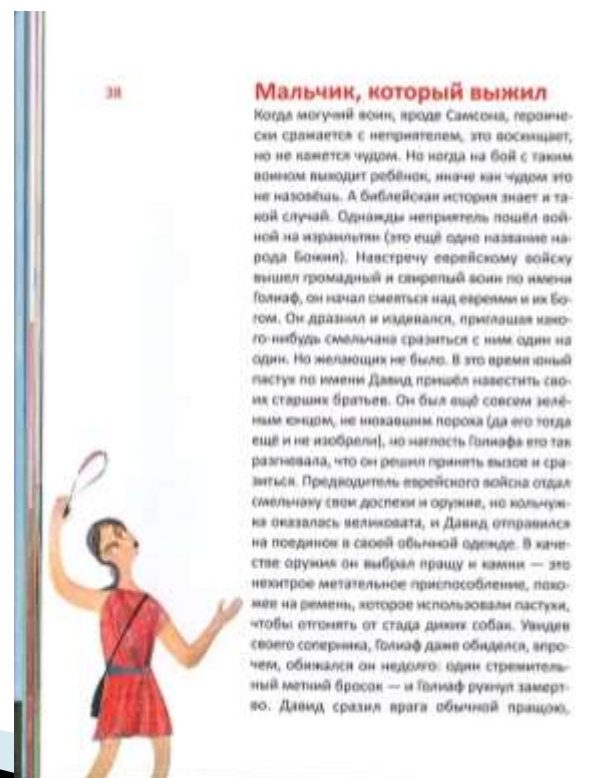 38
Мальчик, который выжил
Когда могучий воин, вроде Самсона, героиче-
ски сражается с неприятелем, это восхищает,
но не кажется чудом. Но когда на бой с таким
воином выходит ребёнок, иначе как чудом это
не назовёшь. А библейская история знает и та-
кой случай. Однажды неприятель пошёл вой-
ной на израильтян (это ещё одно название на-
рода Божия). Навстречу еврейскому войску
вышел громадный и свирепый воин по имени
Голиаф, он начал смеяться над евреями и их Бо-
гом. Он дразнил и издевался, приглашая како-
го-нибудь смельчака сразиться с ним один на
один. Но желающих не было. В это время юный
пастух по имени Давид пришёл навестить сво-
их старших братьев. Он был ещё совсем зелё-
ным юнцом, не нюхавшим пороха (да его тогда
ещё и не изобрели), но наглость Голиафа его так
разгневала, что он решил принять вызов и сра-
зиться. Предводитель еврейского войска отдал
смельчаку свои доспехи и оружие, но кольчуж-
ка оказалась великовата, и Давид отправился
на поединок в своей обычной одежде. В каче-
стве оружия он выбрал пращу и камни — это
нехитрое метательное приспособление, похо-
жее на ремень, которое использовали пастухи,
чтобы отгонять от стада диких собак. Увидев
своего соперника, Голиаф даже обиделся, впро-
чем, обижался он недолго: один стремитель-
ный меткий бросок — и Голиаф рухнул замерт-
во. Давид сразил врага обычной пращою,